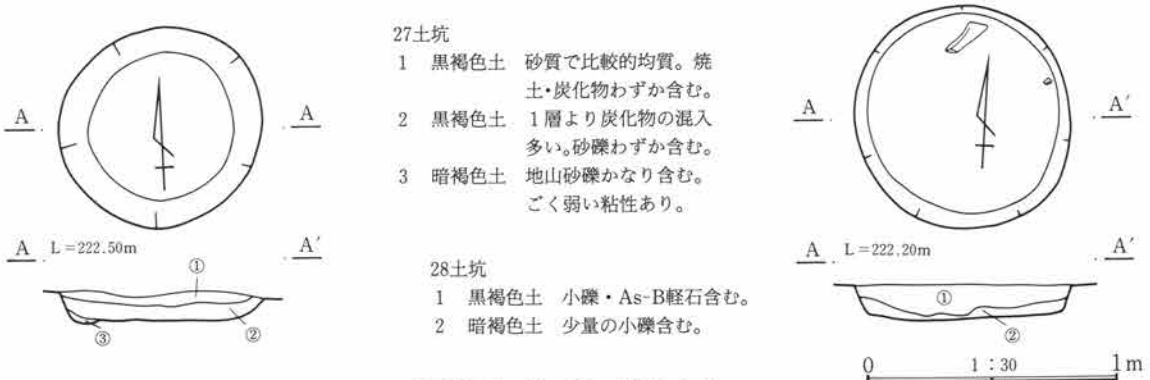 27土坑
1 黒褐色土 砂質で比較的均質。焼
土・炭化物わずか含む。
2 黒褐色土 1層より炭化物の混入
多い。砂礫わずか含む。
3 暗褐色土 地山砂礫かなり含む。
ごく弱い粘性あり。
28土坑
1 黒褐色土 小礫・As-B軽石含む。
2 暗褐色土 少量の小礫含む。
A A
A L=222.50m A′
①
②
③
A A′
A L=222.20m A′
①
②
0 1:30 1m